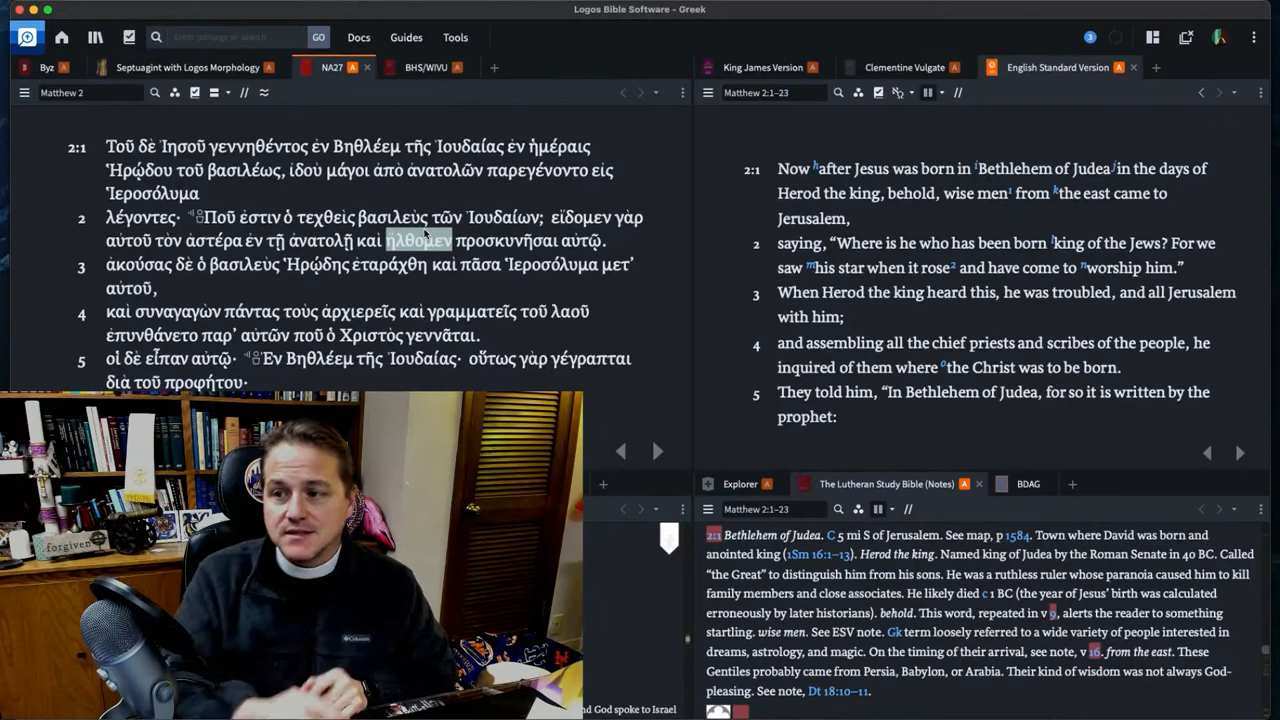 Logos Bible Software - Greek
Enter passage or search GO Docs Guides Tools 3
Byz A Septuagint with Logos Morphology A NA27 A BHS/WIVU A
King James Version A Clementine Vulgate A English Standard Version A
Matthew 2
Matthew 2:1–23
2:1 Τοῦ δὲ Ἰησοῦ γεννηθέντος ἐν Βηθλέεμ τῆς Ἰουδαίας ἐν ἡμέραις
Ἡρῴδου τοῦ βασιλέως, ἰδοὺ μάγοι ἀπὸ ἀνατολῶν παρεγένοντο εἰς
Ἱεροσόλυμα
2 λέγοντες· Ποῦ ἐστιν ὁ τεχθεὶς βασιλεὺς τῶν Ἰουδαίων; εἴδομεν γὰρ
αὐτοῦ τὸν ἀστέρα ἐν τῇ ἀνατολῇ καὶ ἤλθομεν προσκυνῆσαι αὐτῷ.
3 ἀκούσας δὲ ὁ βασιλεὺς Ἡρῴδης ἐταράχθη καὶ πᾶσα Ἱεροσόλυμα μετ’
αὐτοῦ,
4 καὶ συναγαγὼν πάντας τοὺς ἀρχιερεῖς καὶ γραμματεῖς τοῦ λαοῦ
ἐπυνθάνετο παρ’ αὐτῶν ποῦ ὁ Χριστὸς γεννᾶται.
5 οἱ δὲ εἶπαν αὐτῷ· Ἐν Βηθλέεμ τῆς Ἰουδαίας· οὕτως γὰρ γέγραπται
διὰ τοῦ προφήτου·
2:1 Now h after Jesus was born in i Bethlehem of Judea j in the days of
Herod the king, behold, wise men 1 from k the east came to
Jerusalem,
2 saying, “Where is he who has been born l king of the Jews? For we
saw m his star when it rose 2 and have come to n worship him.”
3 When Herod the king heard this, he was troubled, and all Jerusalem
with him;
4 and assembling all the chief priests and scribes of the people, he
inquired of them where o the Christ was to be born.
5 They told him, “In Bethlehem of Judea, for so it is written by the
prophet:
Explorer A The Lutheran Study Bible (Notes) A BDAG
Matthew 2:1–23
2:1 Bethlehem of Judea. C 5 mi S of Jerusalem. See map, p 1584. Town where David was born and
anointed king (1Sm 16:1–13). Herod the king. Named king of Judea by the Roman Senate in 40 BC. Called
“the Great” to distinguish him from his sons. He was a ruthless ruler whose paranoia caused him to kill
family members and close associates. He likely died c 1 BC (the year of Jesus’ birth was calculated
erroneously by later historians). behold. This word, repeated in v 9, alerts the reader to something
startling. wise men. See ESV note. Gk term loosely referred to a wide variety of people interested in
dreams, astrology, and magic. On the timing of their arrival, see note, v 16. from the east. These
Gentiles probably came from Persia, Babylon, or Arabia. Their kind of wisdom was not always God-
pleasing. See note, Dt 18:10–11.
nd God spoke to Israel
forgiven
Columbia